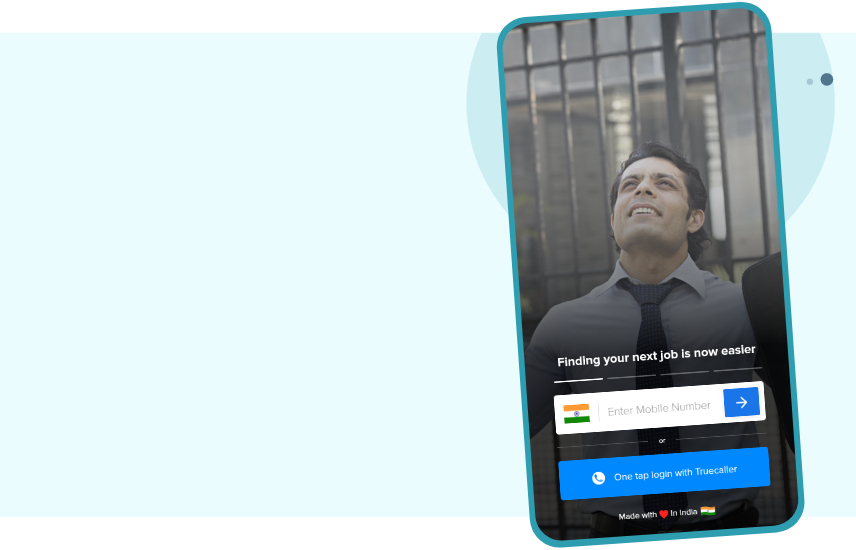 Finding your next job is now easier
Enter Mobile Number
or
One tap login with Truecaller
Made with ❤️ In India 🇮🇳